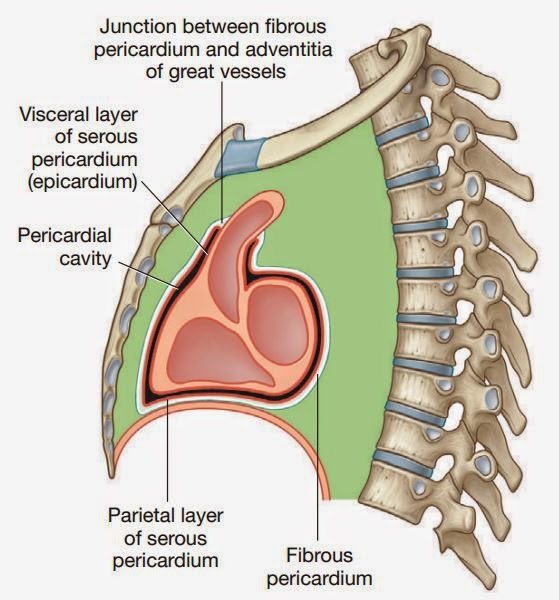 Junction between fibrous
pericardium and adventitia
of great vessels
Visceral layer
of serous
pericardium
(epicardium)
Pericardial
cavity
Parietal layer
of serous
pericardium
Fibrous
pericardium